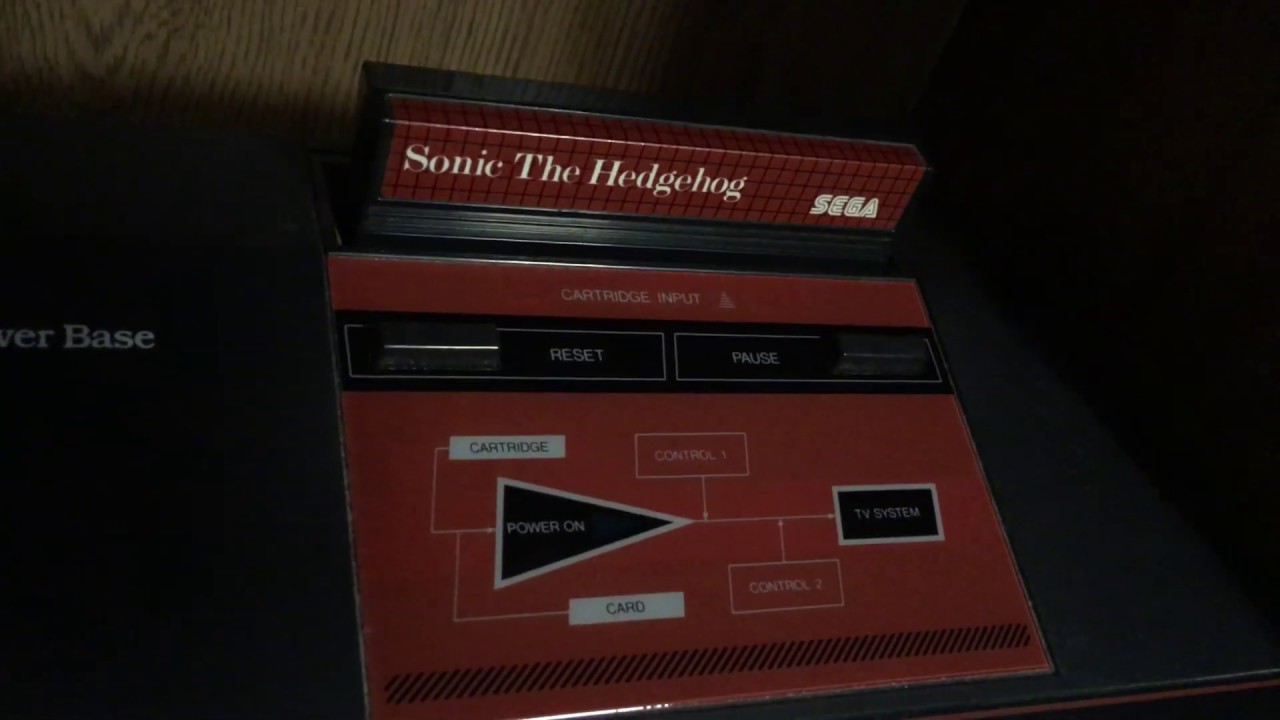 Sonic The Hedgehog
SEGA
CARTRIDGE INPUT
ver Base
RESET
PAUSE
CARTRIDGE
CONTROL 1
POWER ON
TV SYSTEM
CONTROL 2
CARD